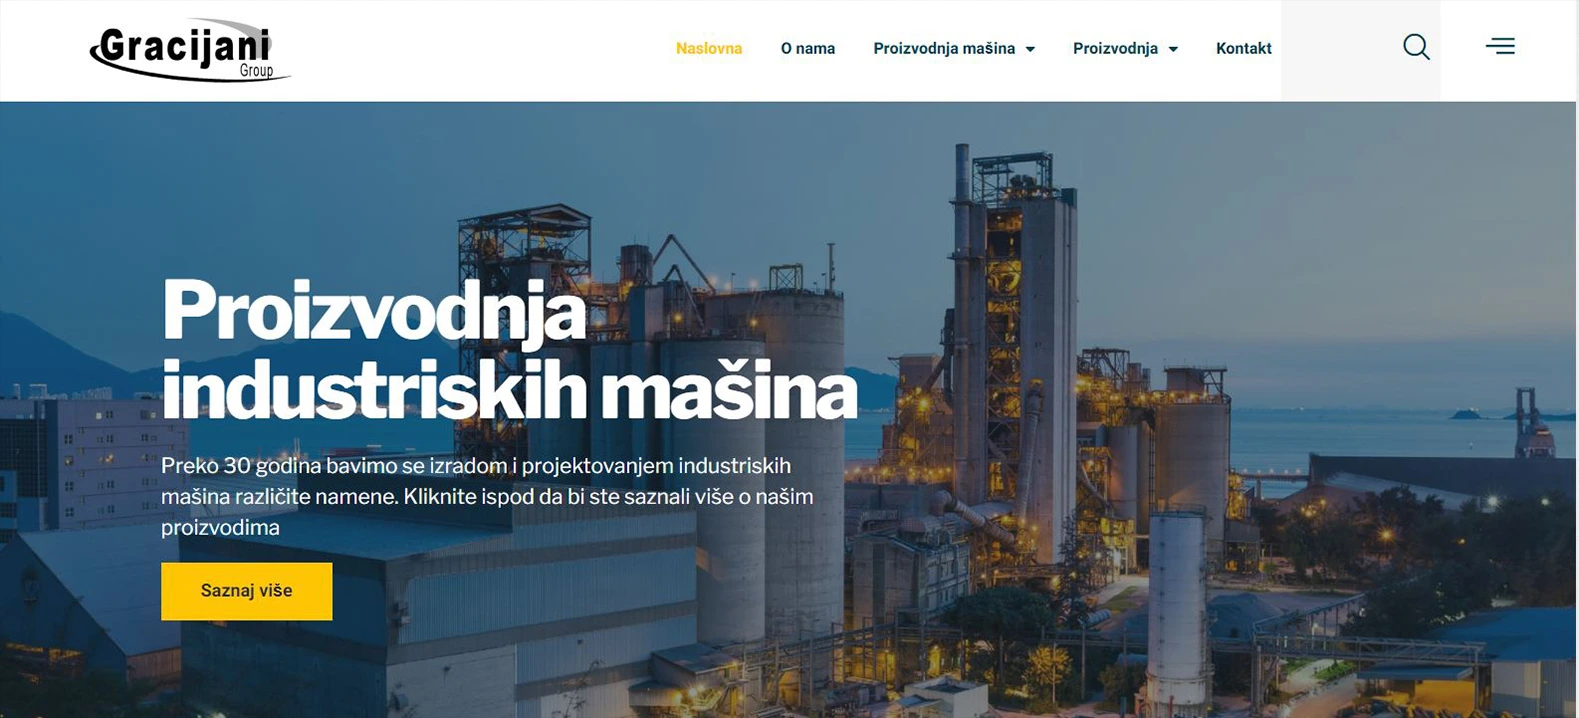 Gracijani
Group
Naslovna
O nama
Proizvodnja mašina
Proizvodnja
Kontakt
Proizvodnja
industriskih mašina
Preko 30 godina bavimo se izradom i projektovanjem industriskih
mašina različite namene. Kliknite ispod da bi ste saznali više o našim
proizvodima
Saznaj više